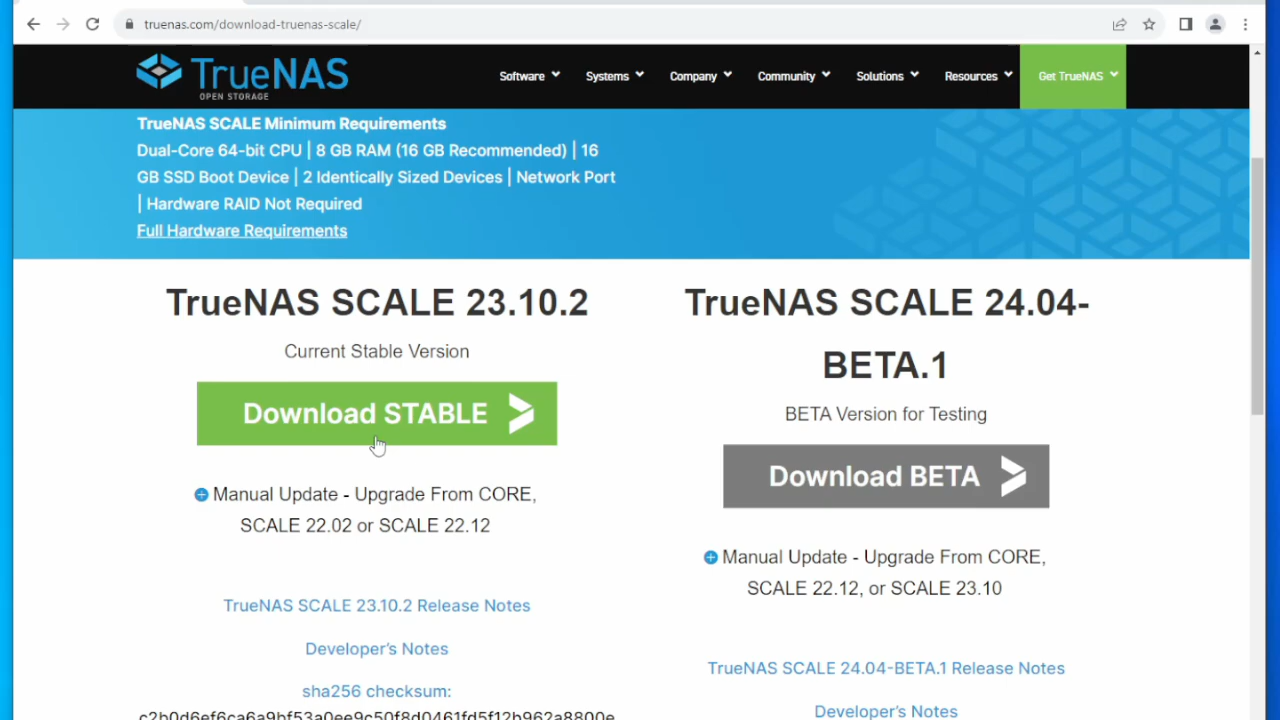 truenas.com/download-truenas-scale/
TrueNAS
OPEN STORAGE
Software Systems Company Community Solutions Resources Get TrueNAS
TrueNAS SCALE Minimum Requirements
Dual-Core 64-bit CPU | 8 GB RAM (16 GB Recommended) | 16
GB SSD Boot Device | 2 Identically Sized Devices | Network Port
| Hardware RAID Not Required
Full Hardware Requirements
TrueNAS SCALE 23.10.2
Current Stable Version
Download STABLE
Manual Update - Upgrade From CORE,
SCALE 22.02 or SCALE 22.12
TrueNAS SCALE 23.10.2 Release Notes
Developer's Notes
sha256 checksum:
TrueNAS SCALE 24.04-
BETA.1
BETA Version for Testing
Download BETA
Manual Update - Upgrade From CORE,
SCALE 22.12, or SCALE 23.10
TrueNAS SCALE 24.04-BETA.1 Release Notes
Developer's Notes